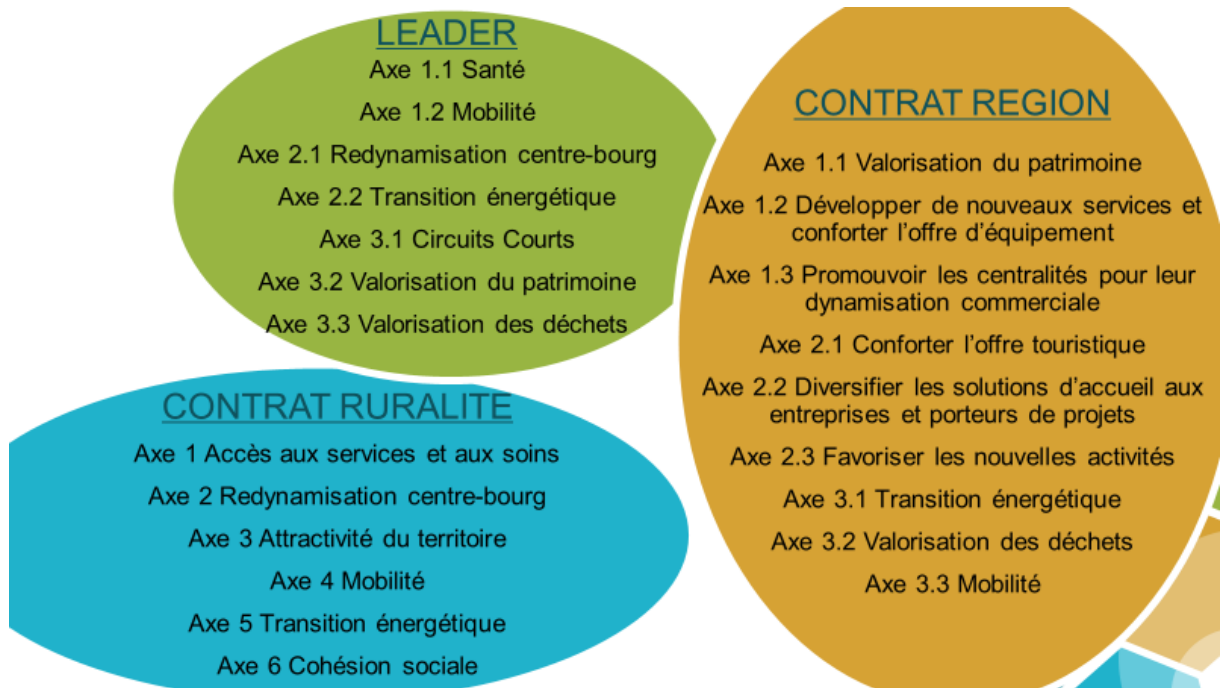 LEADER
Axe 1.1 Santé
Axe 1.2 Mobilité
Axe 2.1 Redynamisation centre-bourg
Axe 2.2 Transition énergétique
Axe 3.1 Circuits Courts
Axe 3.2 Valorisation du patrimoine
Axe 3.3 Valorisation des déchets
CONTRAT RURALITE
Axe 1 Accès aux services et aux soins
Axe 2 Redynamisation centre-bourg
Axe 3 Attractivité du territoire
Axe 4 Mobilité
Axe 5 Transition énergétique
Axe 6 Cohésion sociale
CONTRAT REGION
Axe 1.1 Valorisation du patrimoine
Axe 1.2 Développer de nouveaux services et
conforter l’offre d’équipement
Axe 1.3 Promouvoir les centralités pour leur
dynamisation commerciale
Axe 2.1 Conforter l’offre touristique
Axe 2.2 Diversifier les solutions d’accueil aux
entreprises et porteurs de projets
Axe 2.3 Favoriser les nouvelles activités
Axe 3.1 Transition énergétique
Axe 3.2 Valorisation des déchets
Axe 3.3 Mobilité